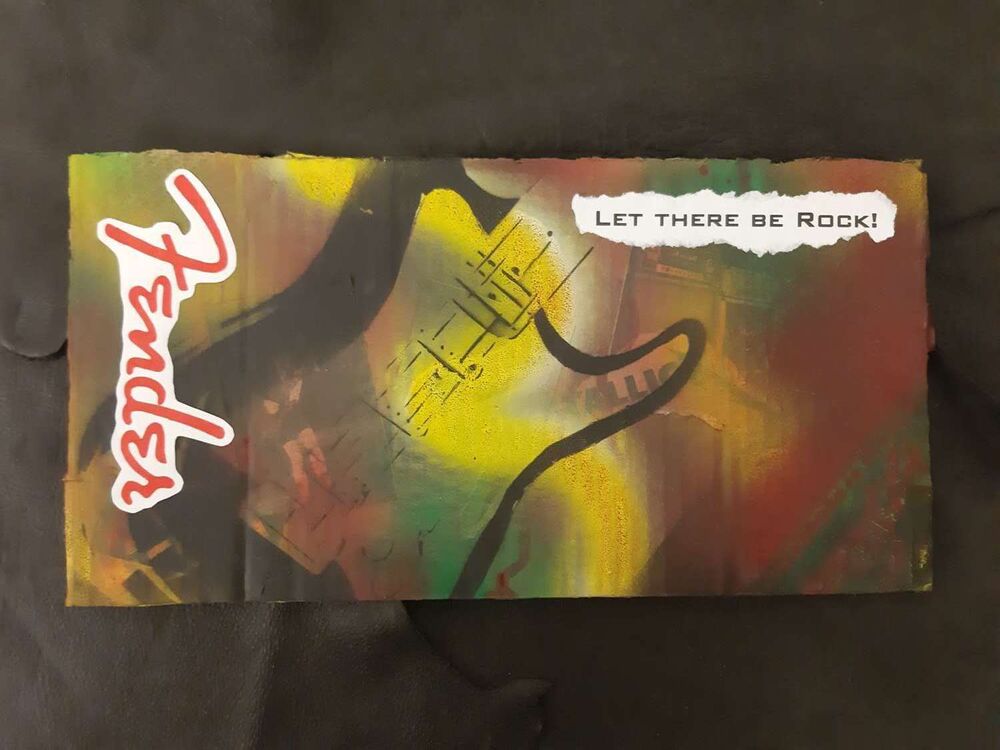 Fender
Let there be Rock!